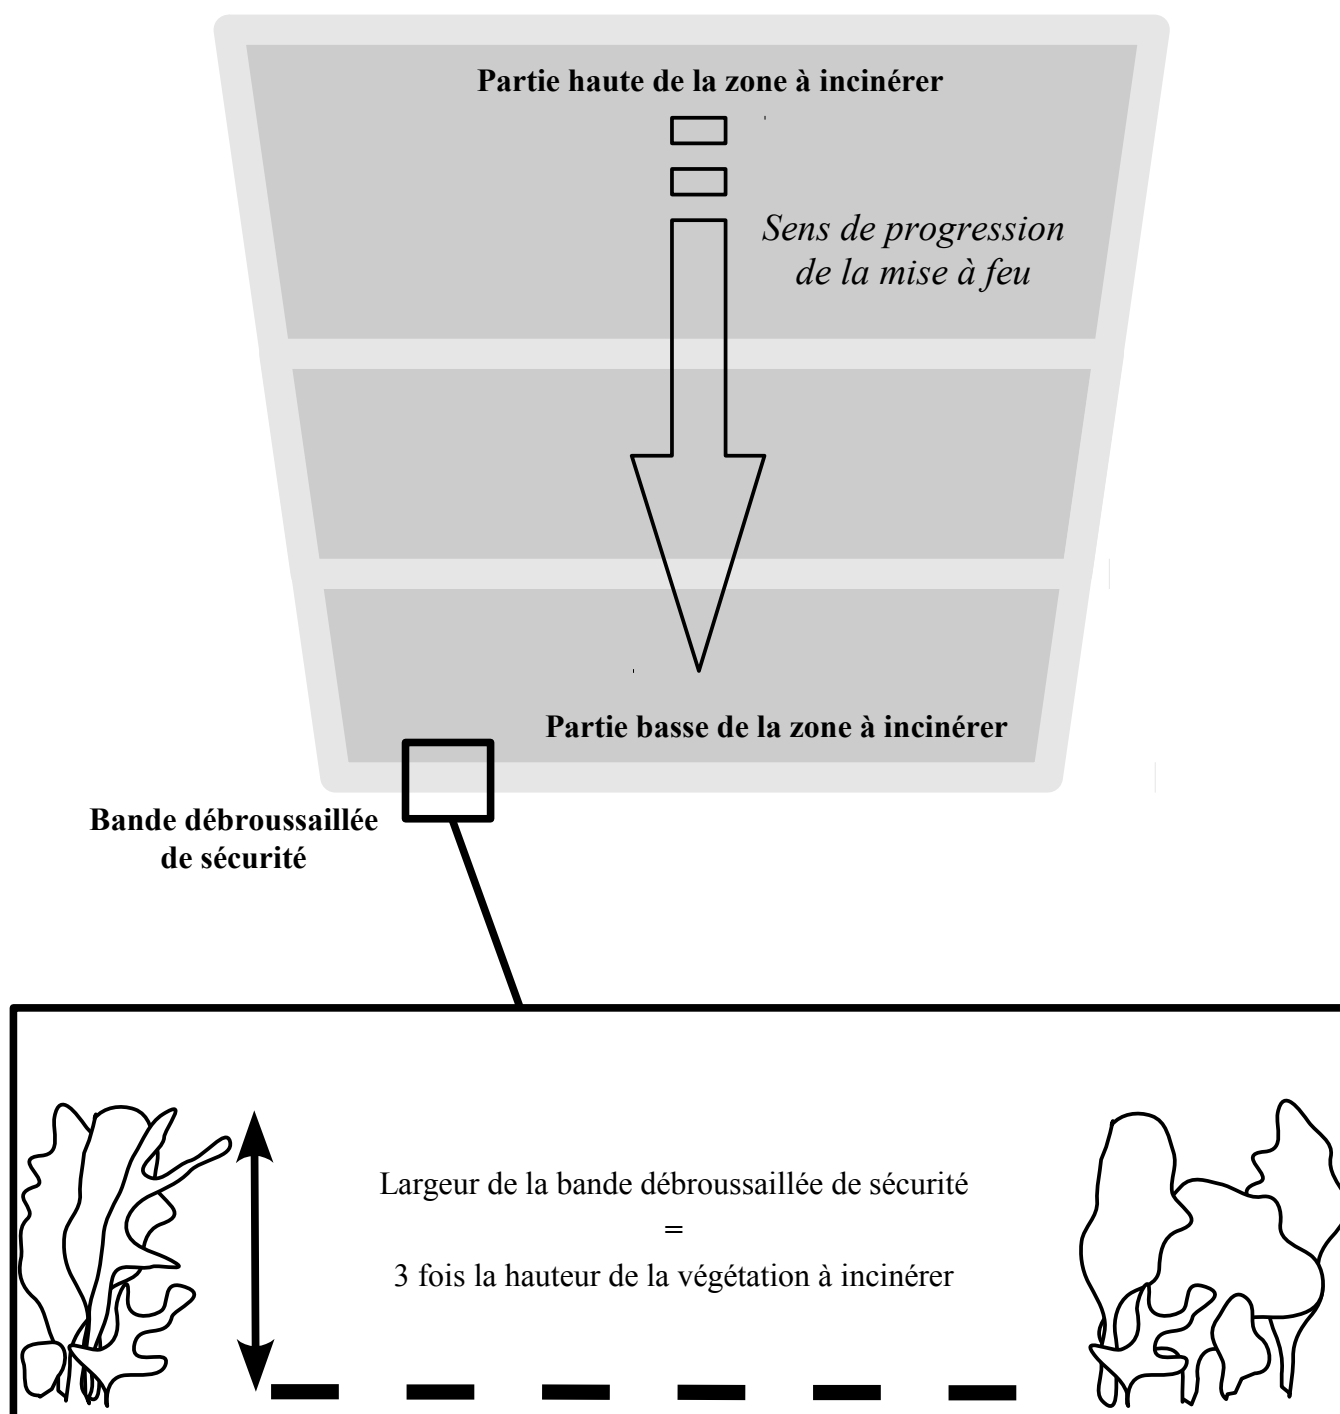 Partie haute de la zone à incinérer
Sens de progression
de la mise à feu
Partie basse de la zone à incinérer
Bande débroussaillée
de sécurité
Largeur de la bande débroussaillée de sécurité
=
3 fois la hauteur de la végétation à incinérer